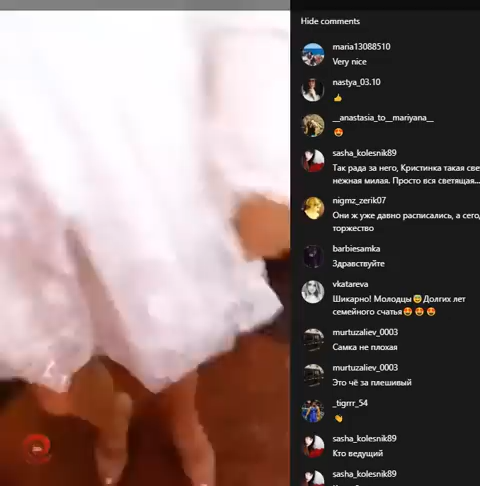 Hide comments
maria13088510
Very nice
nastya_03.10
👍
__anastasia_to__mariyana__
😍
sasha_kolesnik89
Так рада за него, Кристинка такая све
нежная милая. Просто вся светящая...
nigmz_zerik07
Они ж уже давно расписались, а сего
торжество
barbiesamka
Здравствуйте
vkatareva
Шикарно! Молодцы😇Долгих лет
семейного счастья😍😍😍
murtuzaliev_0003
Самка не плохая
murtuzaliev_0003
Это чё за плешивый
_tigrrr_54
👏
sasha_kolesnik89
Кто ведущий
sasha_kolesnik89